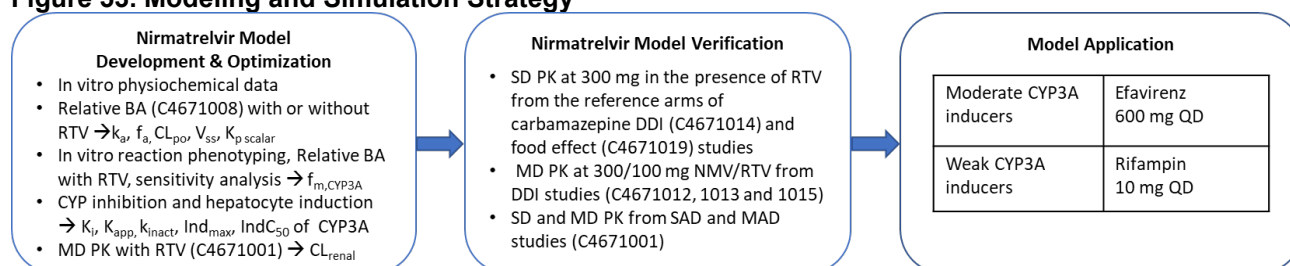 Figure 53: Modeling and Simulation Strategy
Nirmatrelvir Model
Development & Optimization
• In vitro physiochemical data
• Relative BA (C4671008) with or without
RTV →kₐ, fₐ, CLpo, Vss, Kp scalar
• In vitro reaction phenotyping, Relative BA
with RTV, sensitivity analysis → fm,CYP3A
• CYP inhibition and hepatocyte induction
→ Ki, Kapp, kinact, Indmax, IndC50 of CYP3A
• MD PK with RTV (C4671001) → CLrenal
Nirmatrelvir Model Verification
• SD PK at 300 mg in the presence of RTV
from the reference arms of
carbamazepine DDI (C4671014) and
food effect (C4671019) studies
• MD PK at 300/100 mg NMV/RTV from
DDI studies (C4671012, 1013 and 1015)
• SD and MD PK from SAD and MAD
studies (C4671001)
Model Application
Moderate CYP3A
inducers
Efavirenz
600 mg QD
Weak CYP3A
inducers
Rifampin
10 mg QD